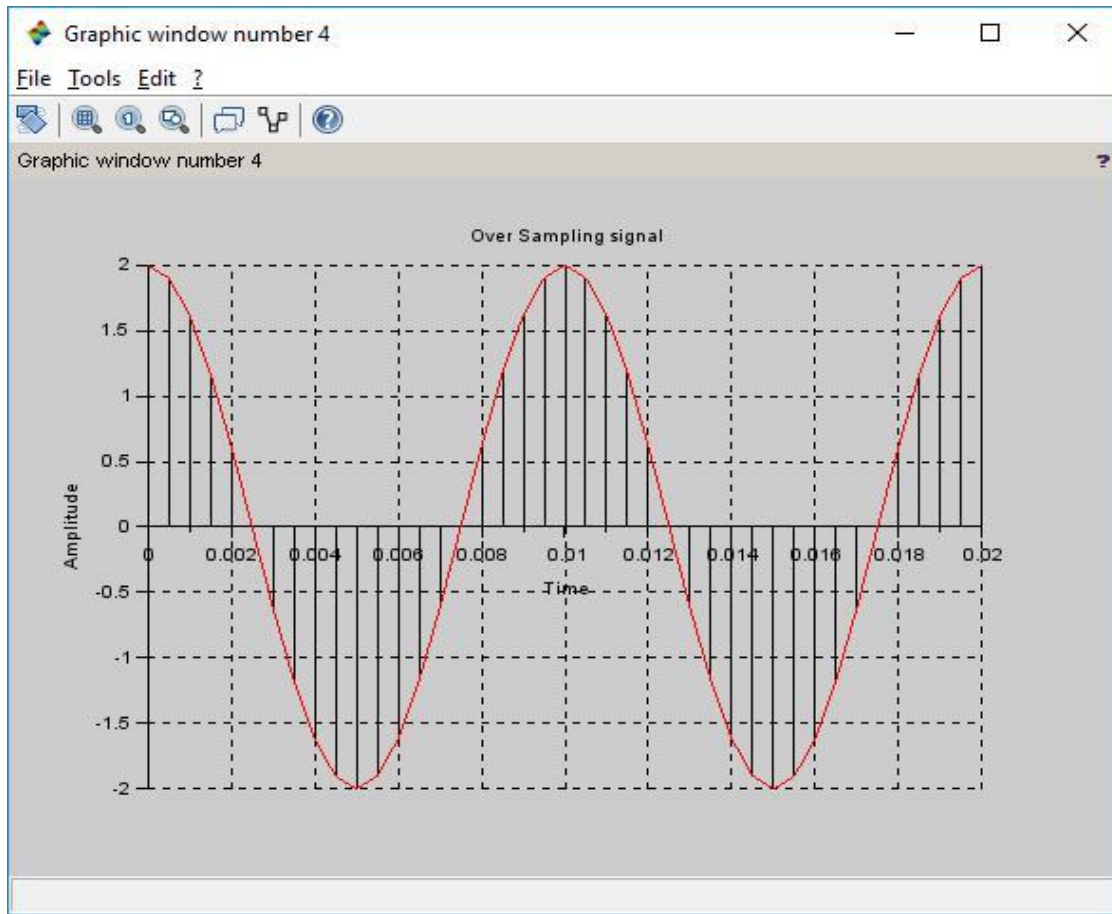 Graphic window number 4
File Tools Edit ?
Graphic window number 4 ?
Over Sampling signal
2
1.5
1
0.5
0
-0.5
-1
-1.5
-2
Amplitude
0 0.002 0.004 0.006 0.008 0.01 0.012 0.014 0.016 0.018 0.02
Time